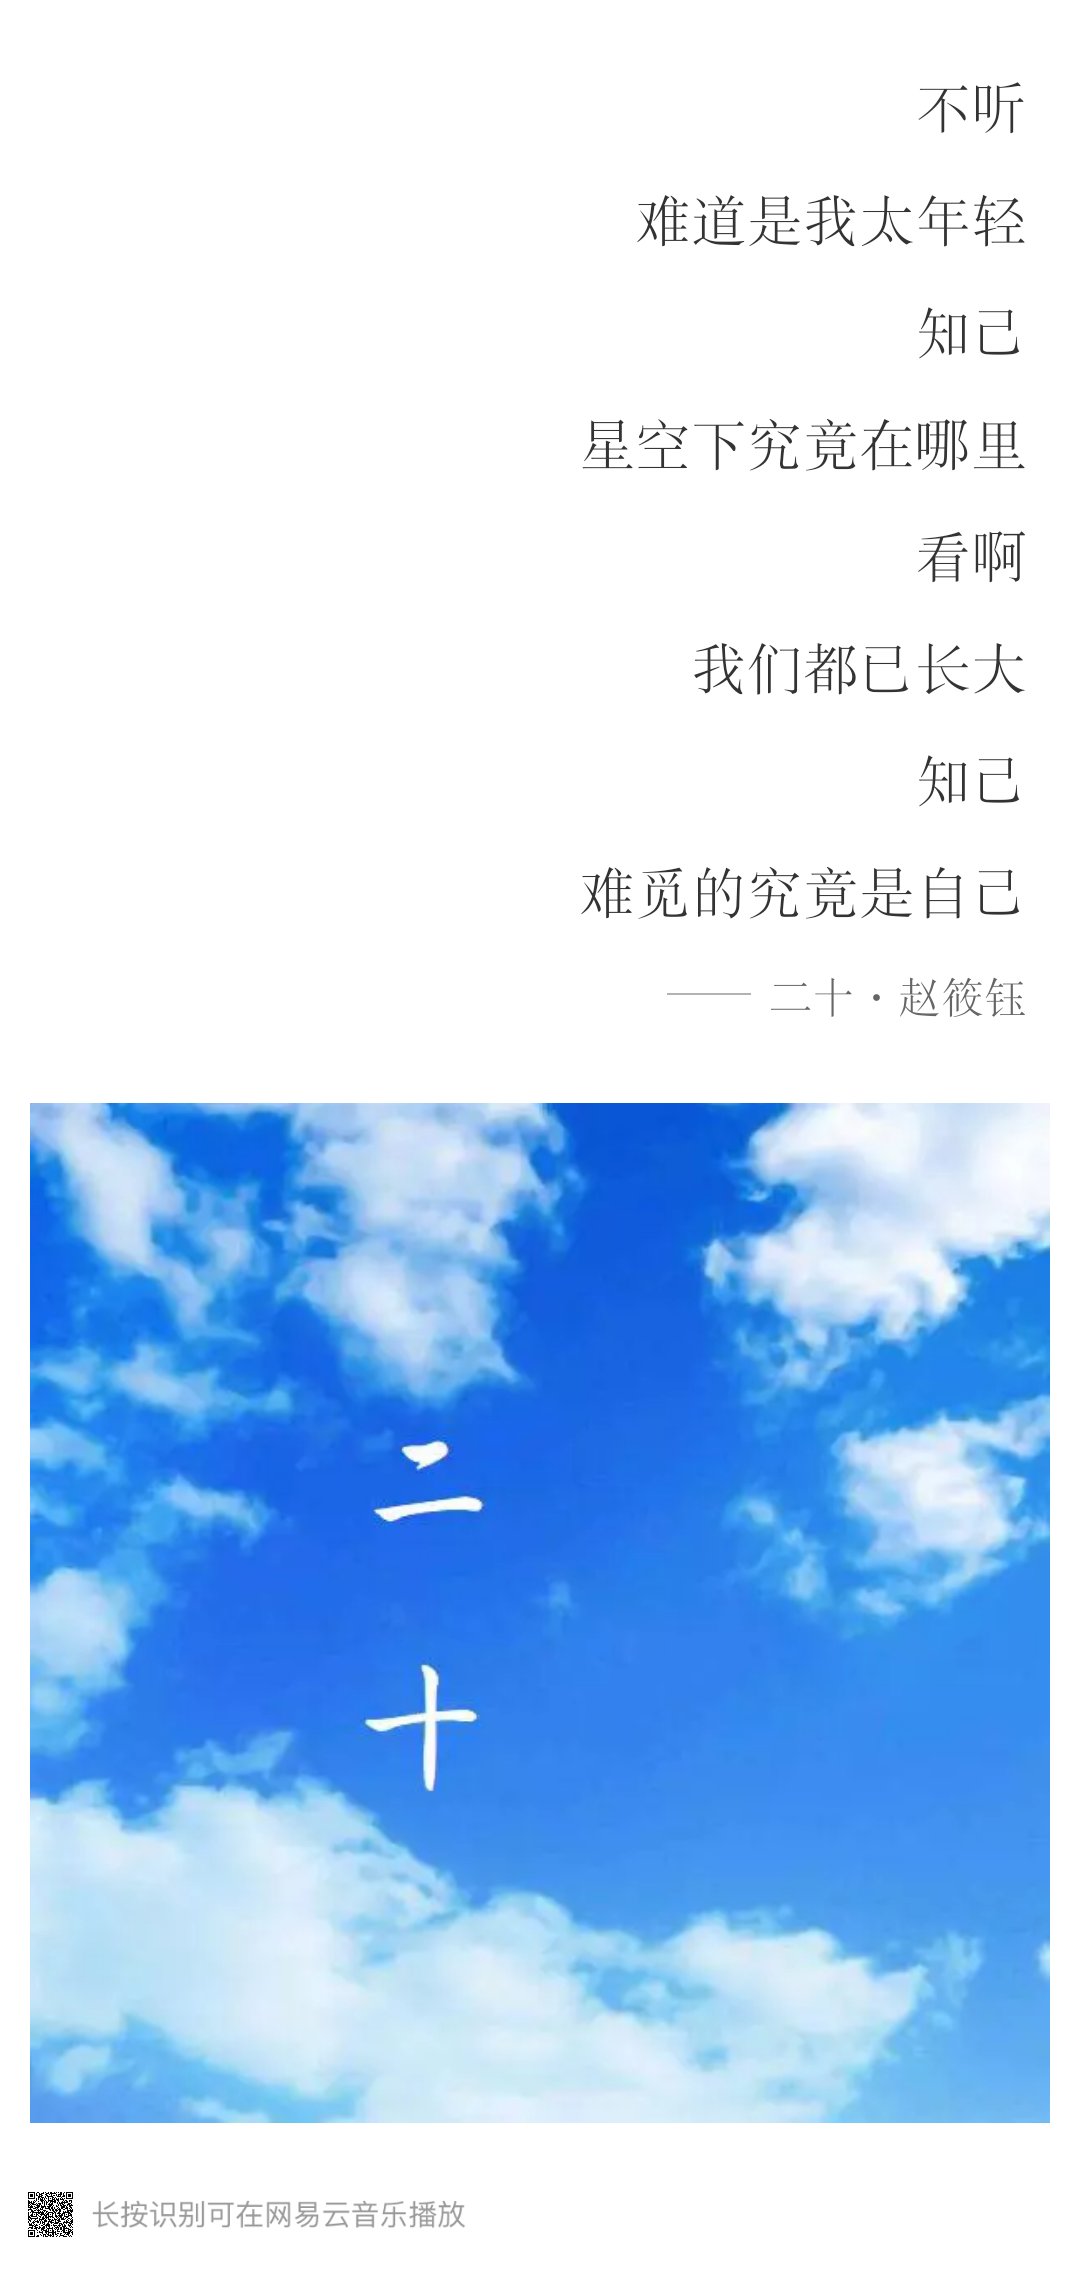 不听
难道是我太年轻
知己
星空下究竟在哪里
看啊
我们都已长大
知己
难觅的究竟是自己
—— 二十·赵筱钰
二
十
长按识别可在网易云音乐播放